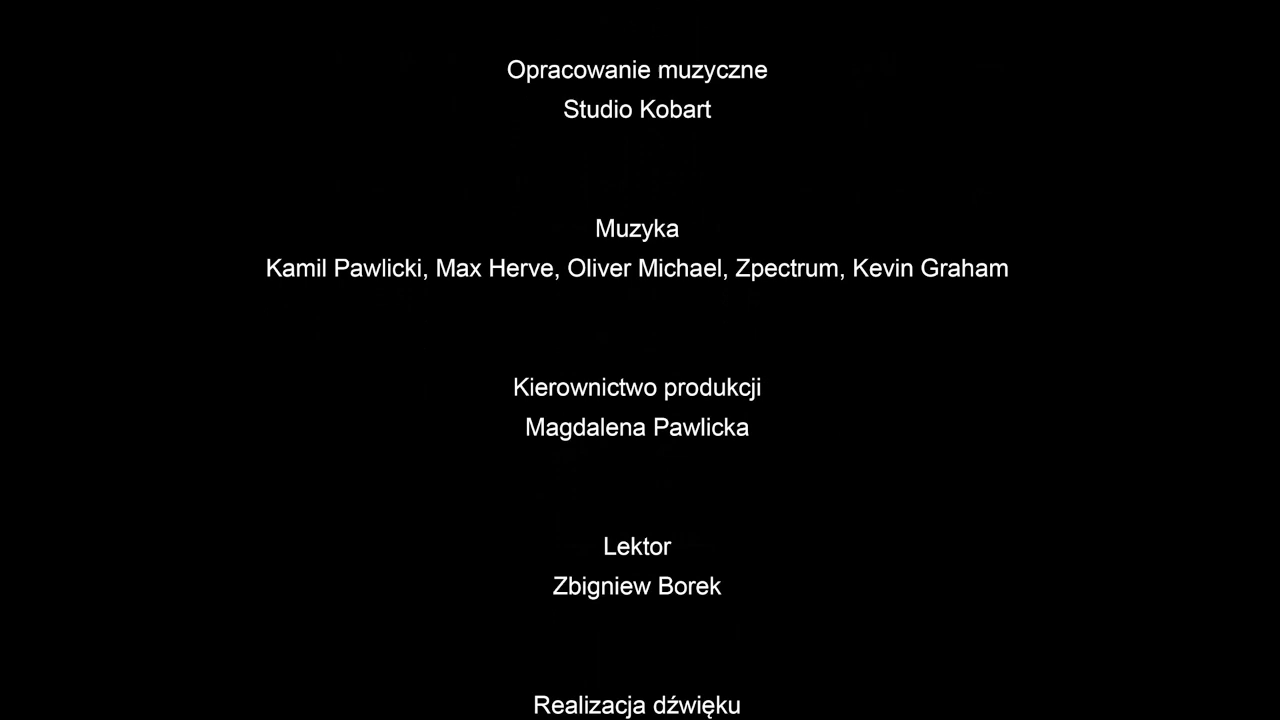 Opracowanie muzyczne
Studio Kobart
Muzyka
Kamil Pawlicki, Max Herve, Oliver Michael, Zpectrum, Kevin Graham
Kierownictwo produkcji
Magdalena Pawlicka
Lektor
Zbigniew Borek
Realizacja dźwięku